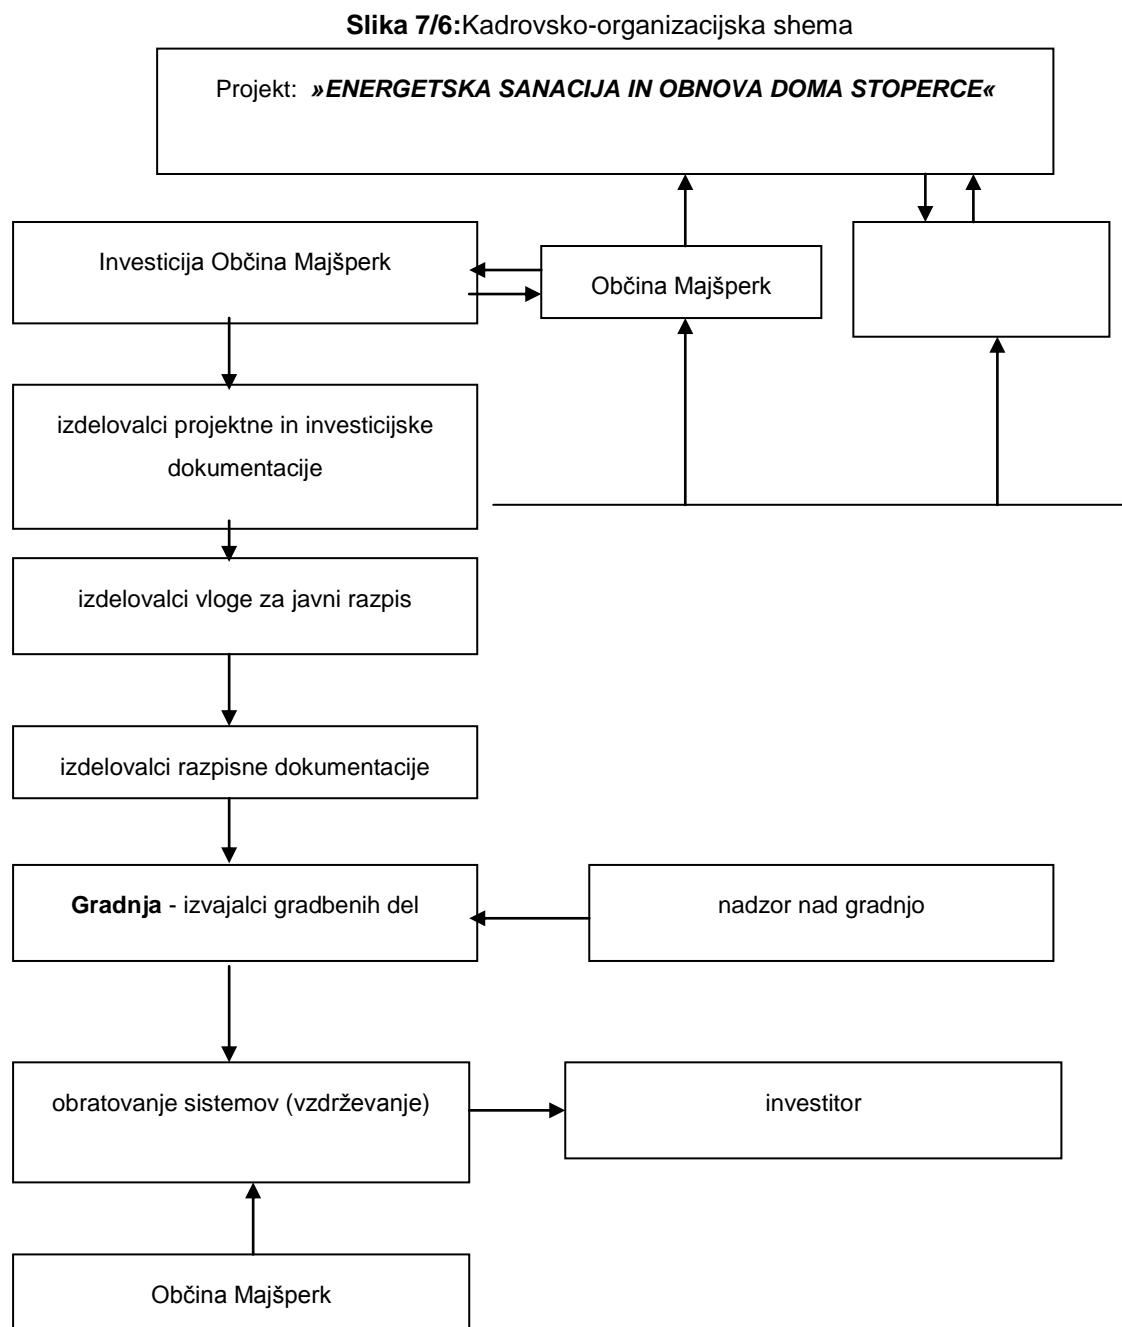 Slika 7/6:Kadrovsko-organizacijska shema
Projekt: »ENERGETSKA SANACIJA IN OBNOVA DOMA STOPERCE«
Investicija Občina Majšperk
Občina Majšperk
izdelovalci projektne in investicijske
dokumentacije
izdelovalci vloge za javni razpis
izdelovalci razpisne dokumentacije
Gradnja - izvajalci gradbenih del
nadzor nad gradnjo
obratovanje sistemov (vzdrževanje)
investitor
Občina Majšperk